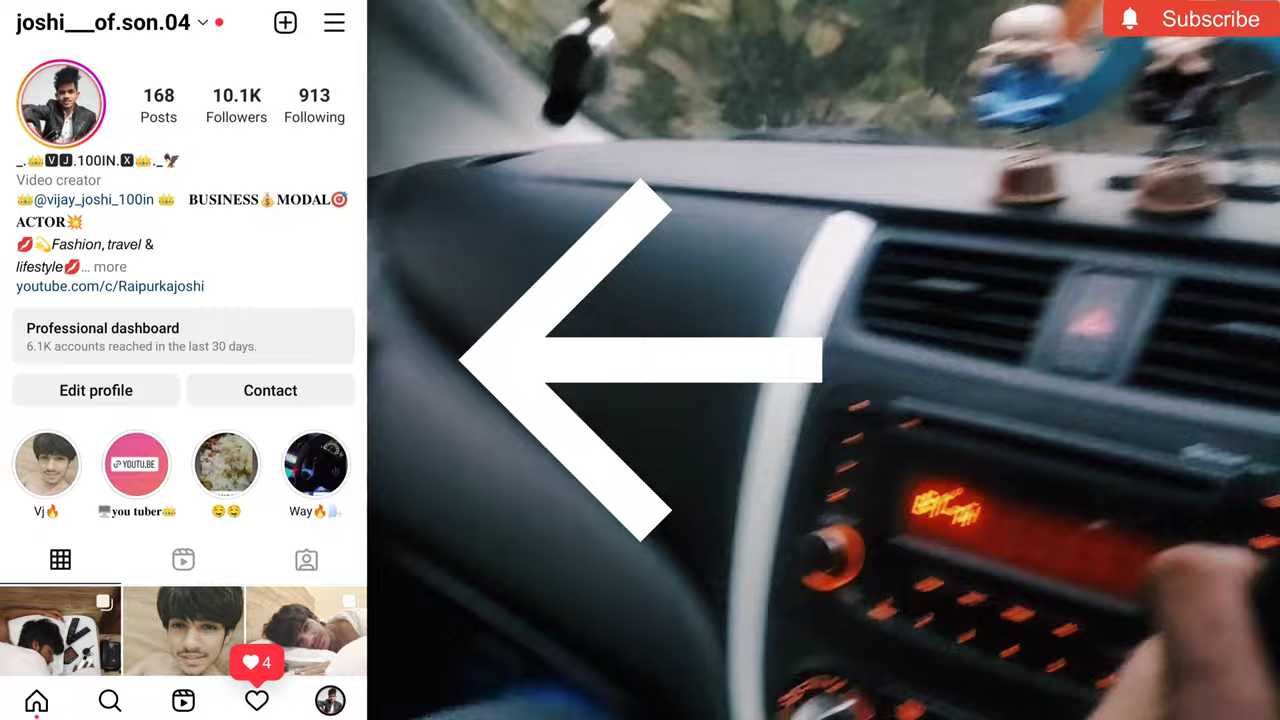 joshi___of.son.04
168
10.1K
913
Posts
Followers
Following
_.👑🆅🅹.100IN.🆇👑._🦅
Video creator
👑@vijay_joshi_100in 👑 𝐁𝐔𝐒𝐈𝐍𝐄𝐒𝐒💰𝐌𝐎𝐃𝐀𝐋🎯
𝐀𝐂𝐓𝐎𝐑💥
💋💫𝘍𝘢𝘴𝘩𝘪𝘰𝘯, 𝘵𝘳𝘢𝘷𝘦𝘭 &
𝘭𝘪𝘧𝘦𝘴𝘵𝘺𝘭𝘦💋... more
youtube.com/c/Raipurkajoshi
Professional dashboard
6.1K accounts reached in the last 30 days.
Edit profile
Contact
YOUTU.BE
Vj🔥
🖥️𝐲𝐨𝐮 𝐭𝐮𝐛𝐞𝐫👑
🤤🤤
Way🔥🌬️
4
Subscribe